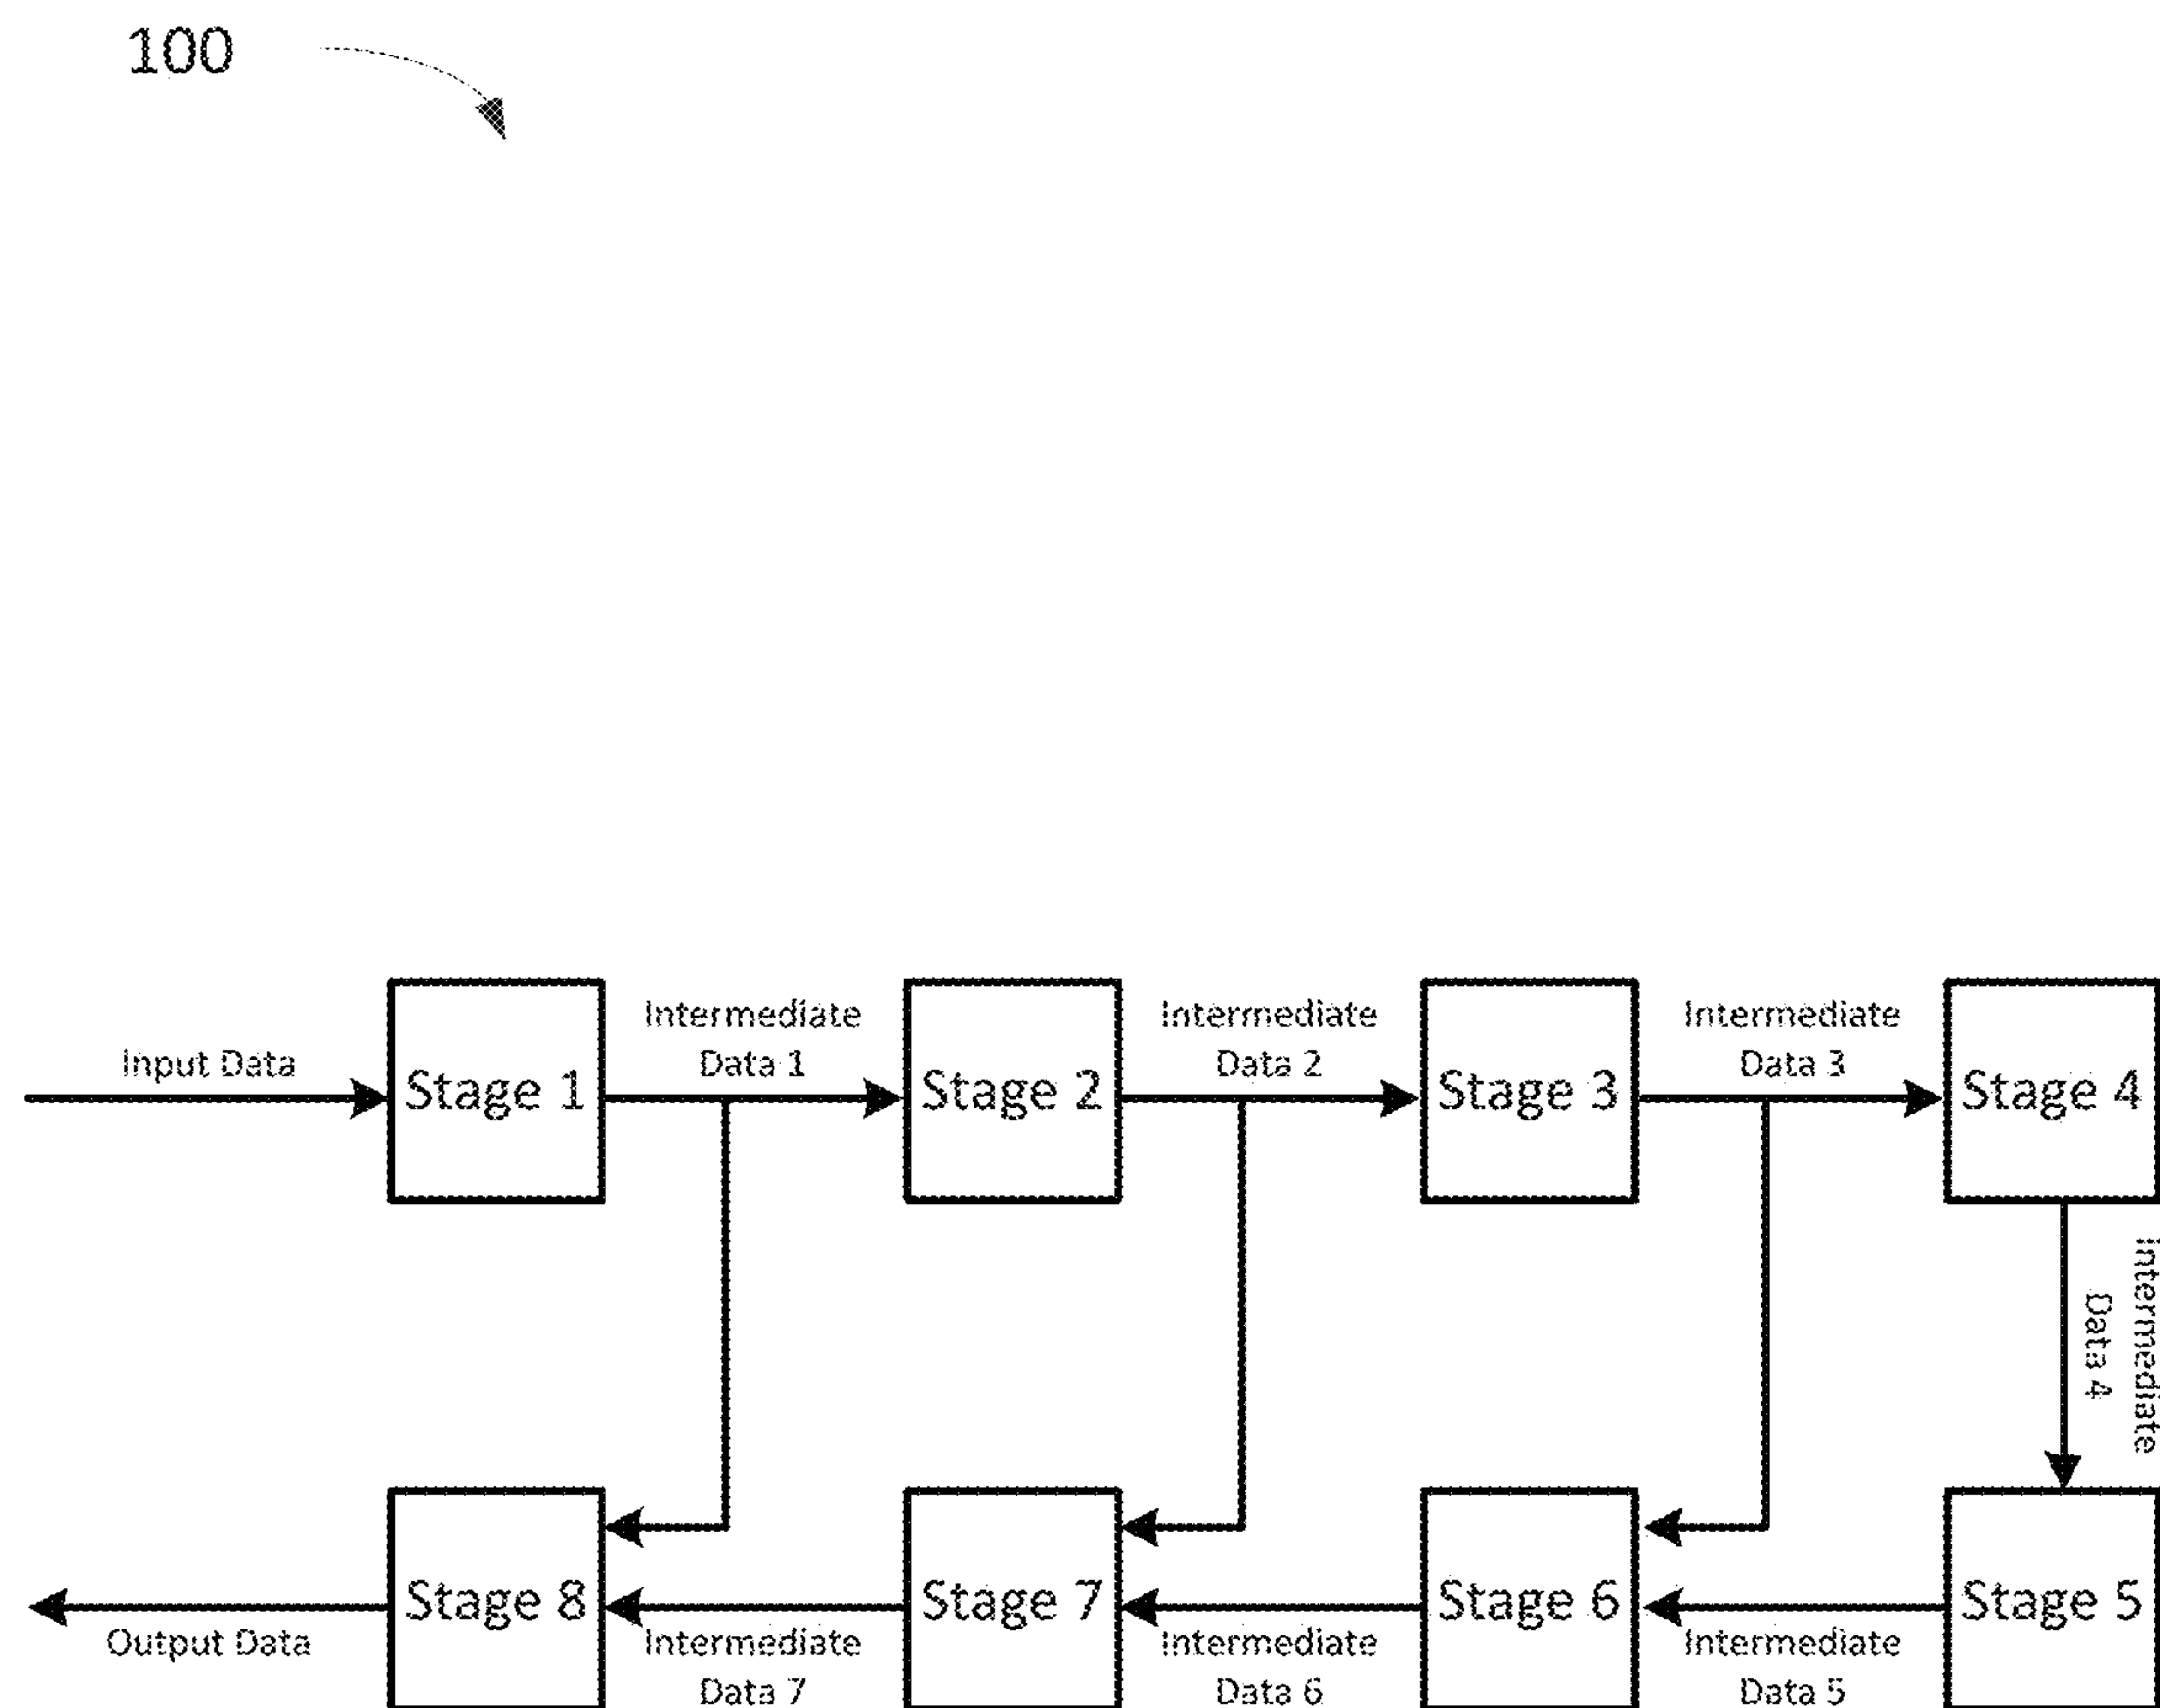 100
Intermediate
Data 1
Intermediate
Data 2
Intermediate
Data 3
Input Data
Stage 1
Stage 2
Stage 3
Stage 4
Intermediate
Data 4
Stage 8
Stage 7
Stage 6
Stage 5
Output Data
Intermediate
Data 7
Intermediate
Data 6
Intermediate
Data 5